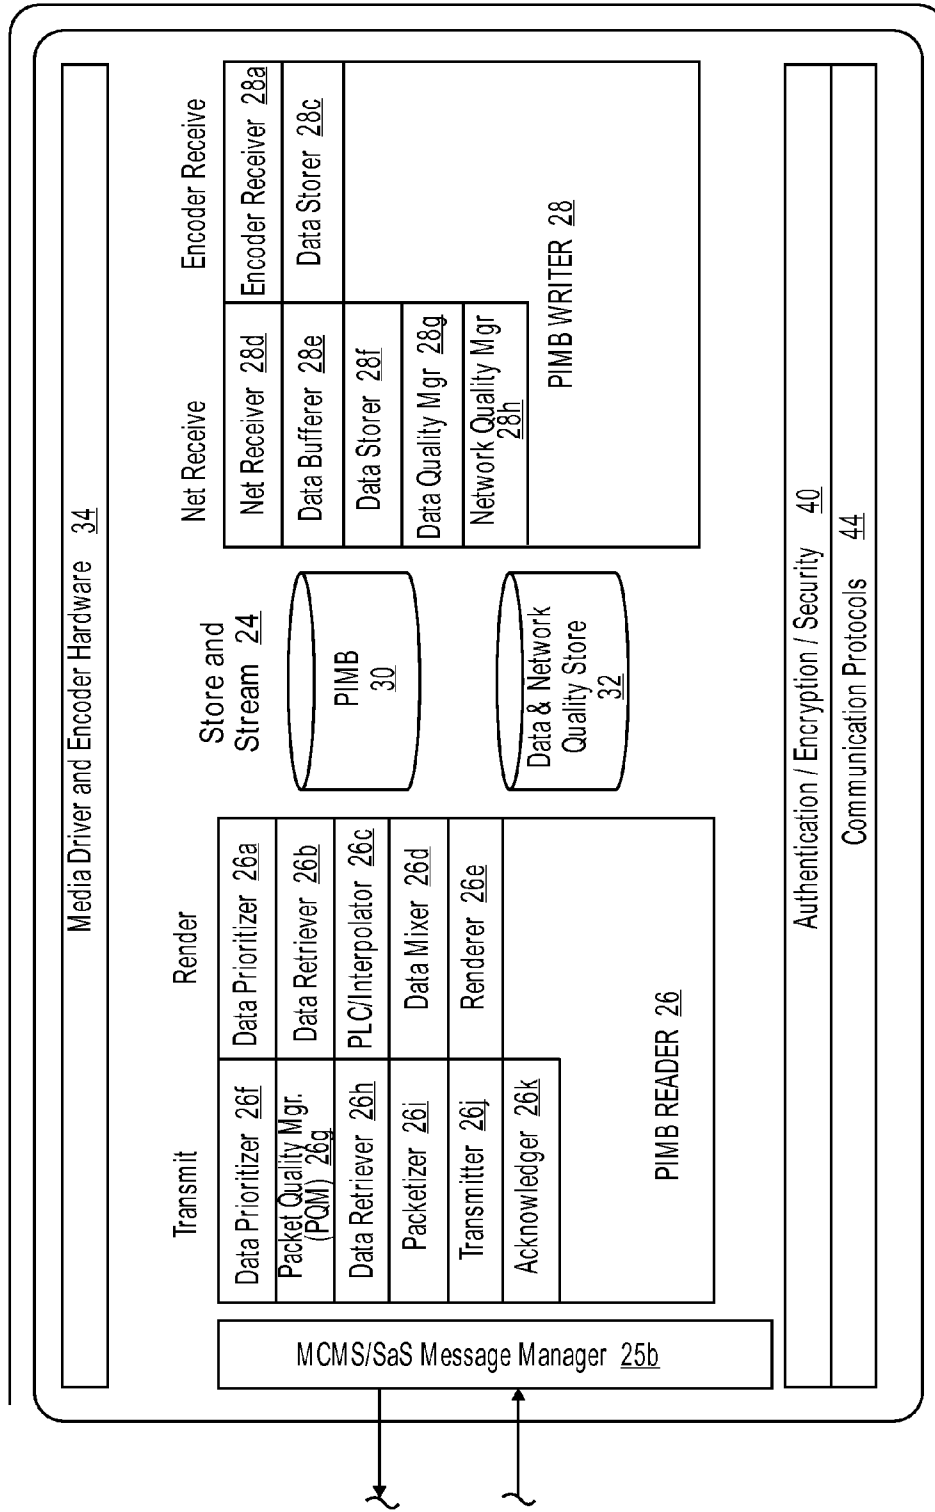 Media Driver and Encoder Hardware 34
Transmit
Render
Data Prioritizer 26f
Data Prioritizer 26a
Packet Quality Mgr.
(PQM) 26g
Data Retriever 26b
Data Retriever 26h
PLC/Interpolator 26c
Packetizer 26i
Data Mixer 26d
Transmitter 26j
Renderer 26e
Acknowledger 26k
PIMB READER 26
MCMS/SaS Message Manager 25b
Store and
Stream 24
PIMB
30
Data & Network
Quality Store
32
Net Receive
Encoder Receive
Net Receiver 28d
Encoder Receiver 28a
Data Bufferer 28e
Data Storer 28c
Data Storer 28f
Data Quality Mgr 28g
Network Quality Mgr
28h
PIMB WRITER 28
Authentication / Encryption / Security 40
Communication Protocols 44